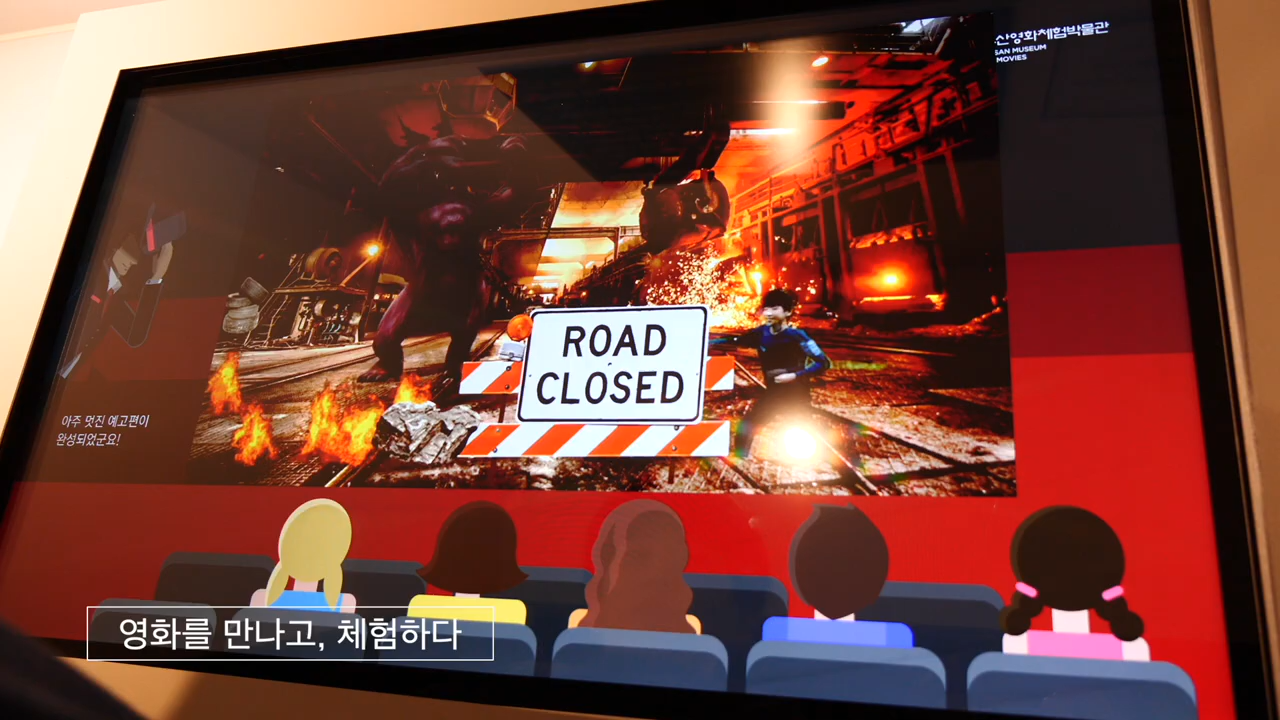 산영화체험박물관
SAN MUSEUM
MOVIES
ROAD
CLOSED
아주 멋진 예고편이
완성되었군요!
영화를 만나고, 체험하다